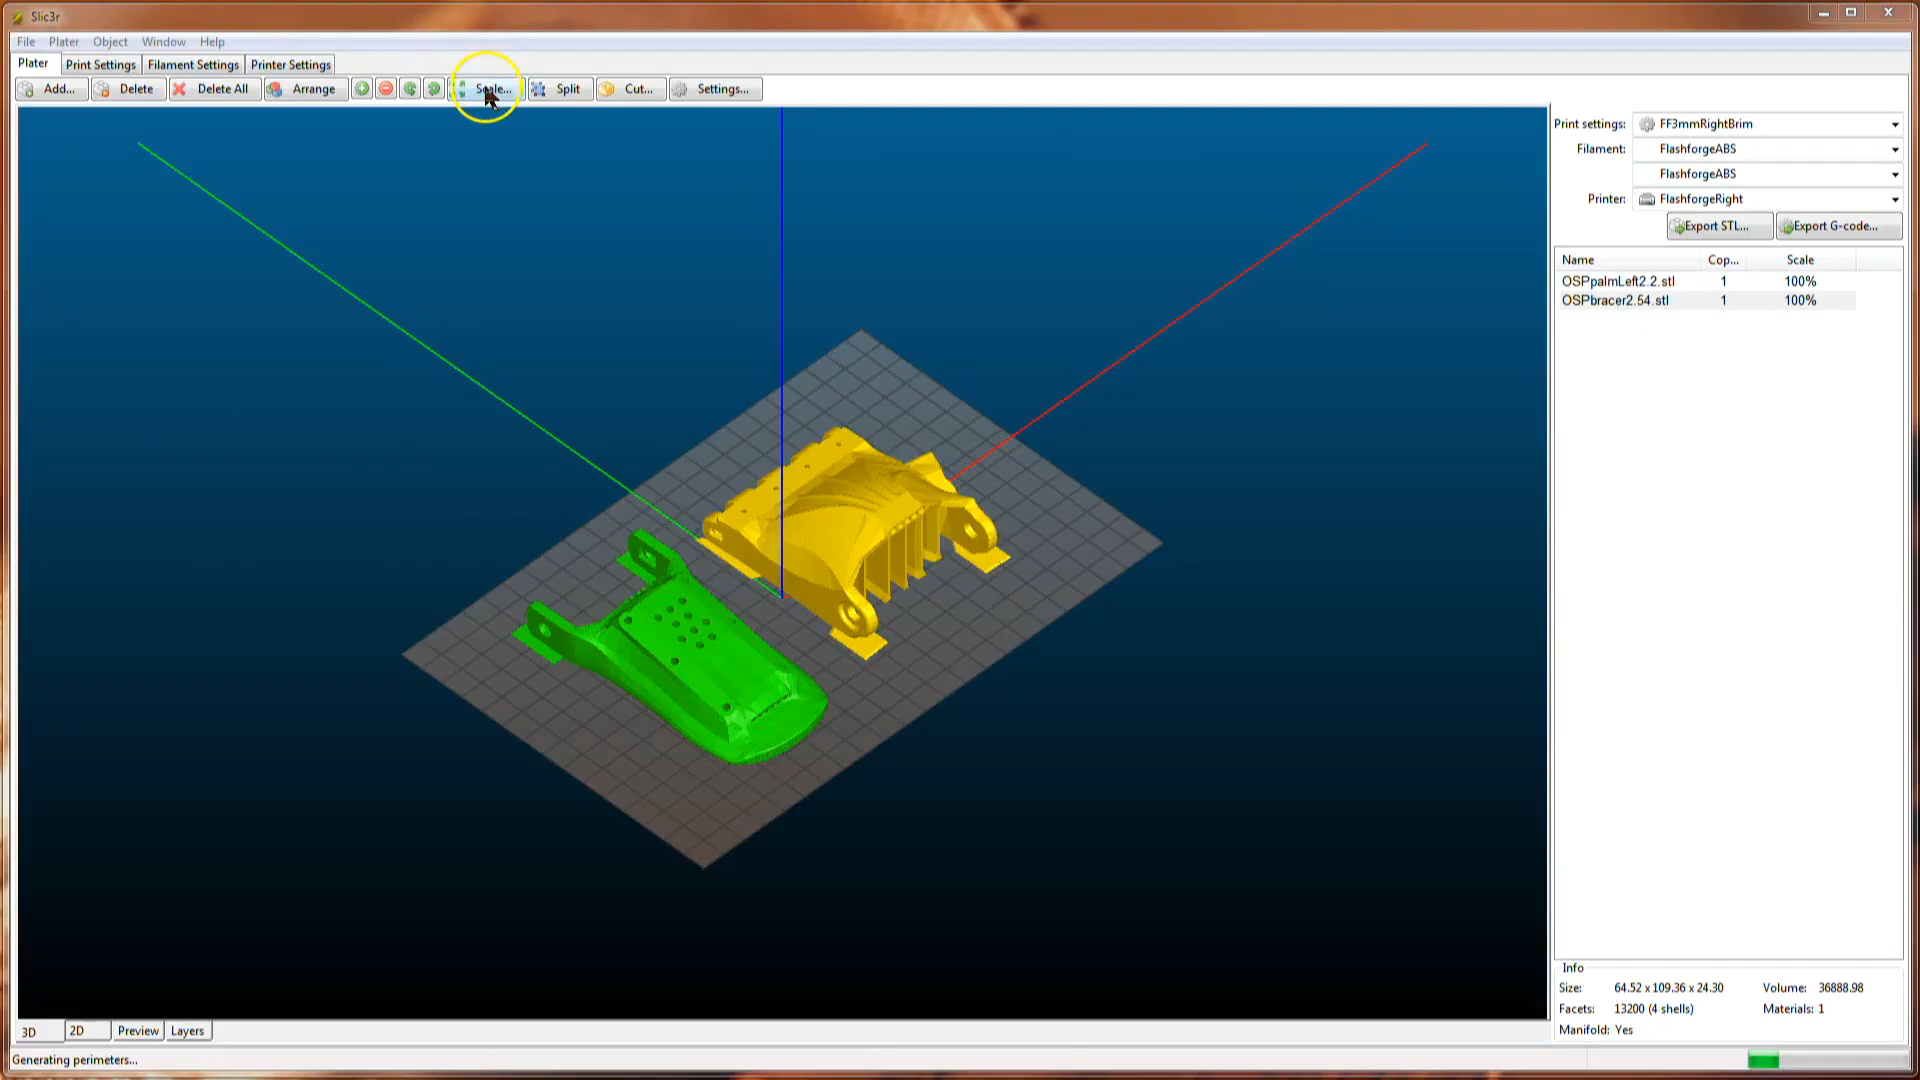 Slic3r
File Plater Object Window Help
Plater Print Settings Filament Settings Printer Settings
Add... Delete Delete All Arrange Scale... Split Cut... Settings...
Print settings: FF3mmRightBrim
Filament: FlashforgeABS
FlashforgeABS
Printer: FlashforgeRight
Export STL... Export G-code...
Name Cop... Scale
OSPpalmLeft2.2.stl 1 100%
OSPbracer2.54.stl 1 100%
Info
Size: 64.52 x 109.36 x 24.30 Volume: 36888.98
Facets: 13200 (4 shells) Materials: 1
Manifold: Yes
3D 2D Preview Layers
Generating perimeters...